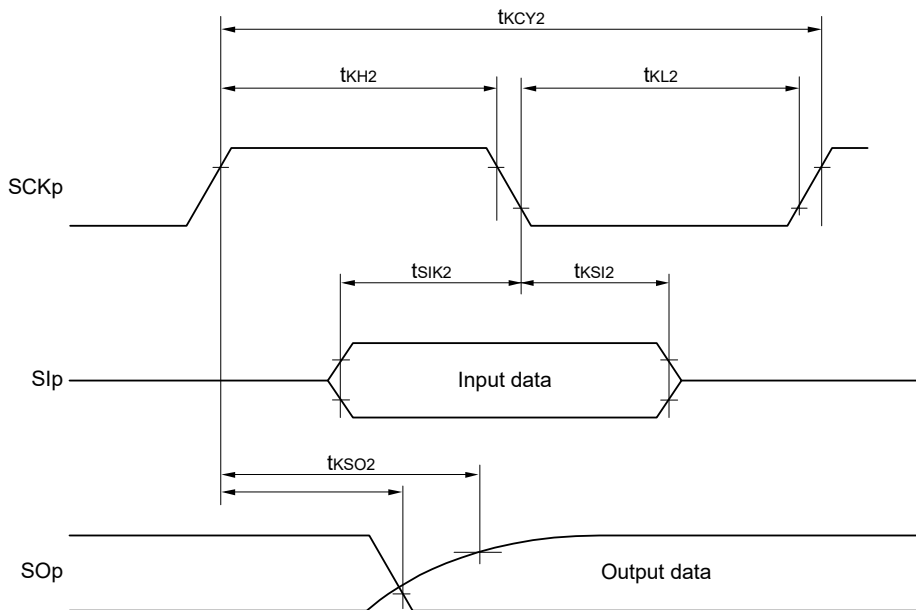 tKCY2
tKH2
tKL2
SCKp
tSIK2
tKSI2
SIp
Input data
tKSO2
SOp
Output data